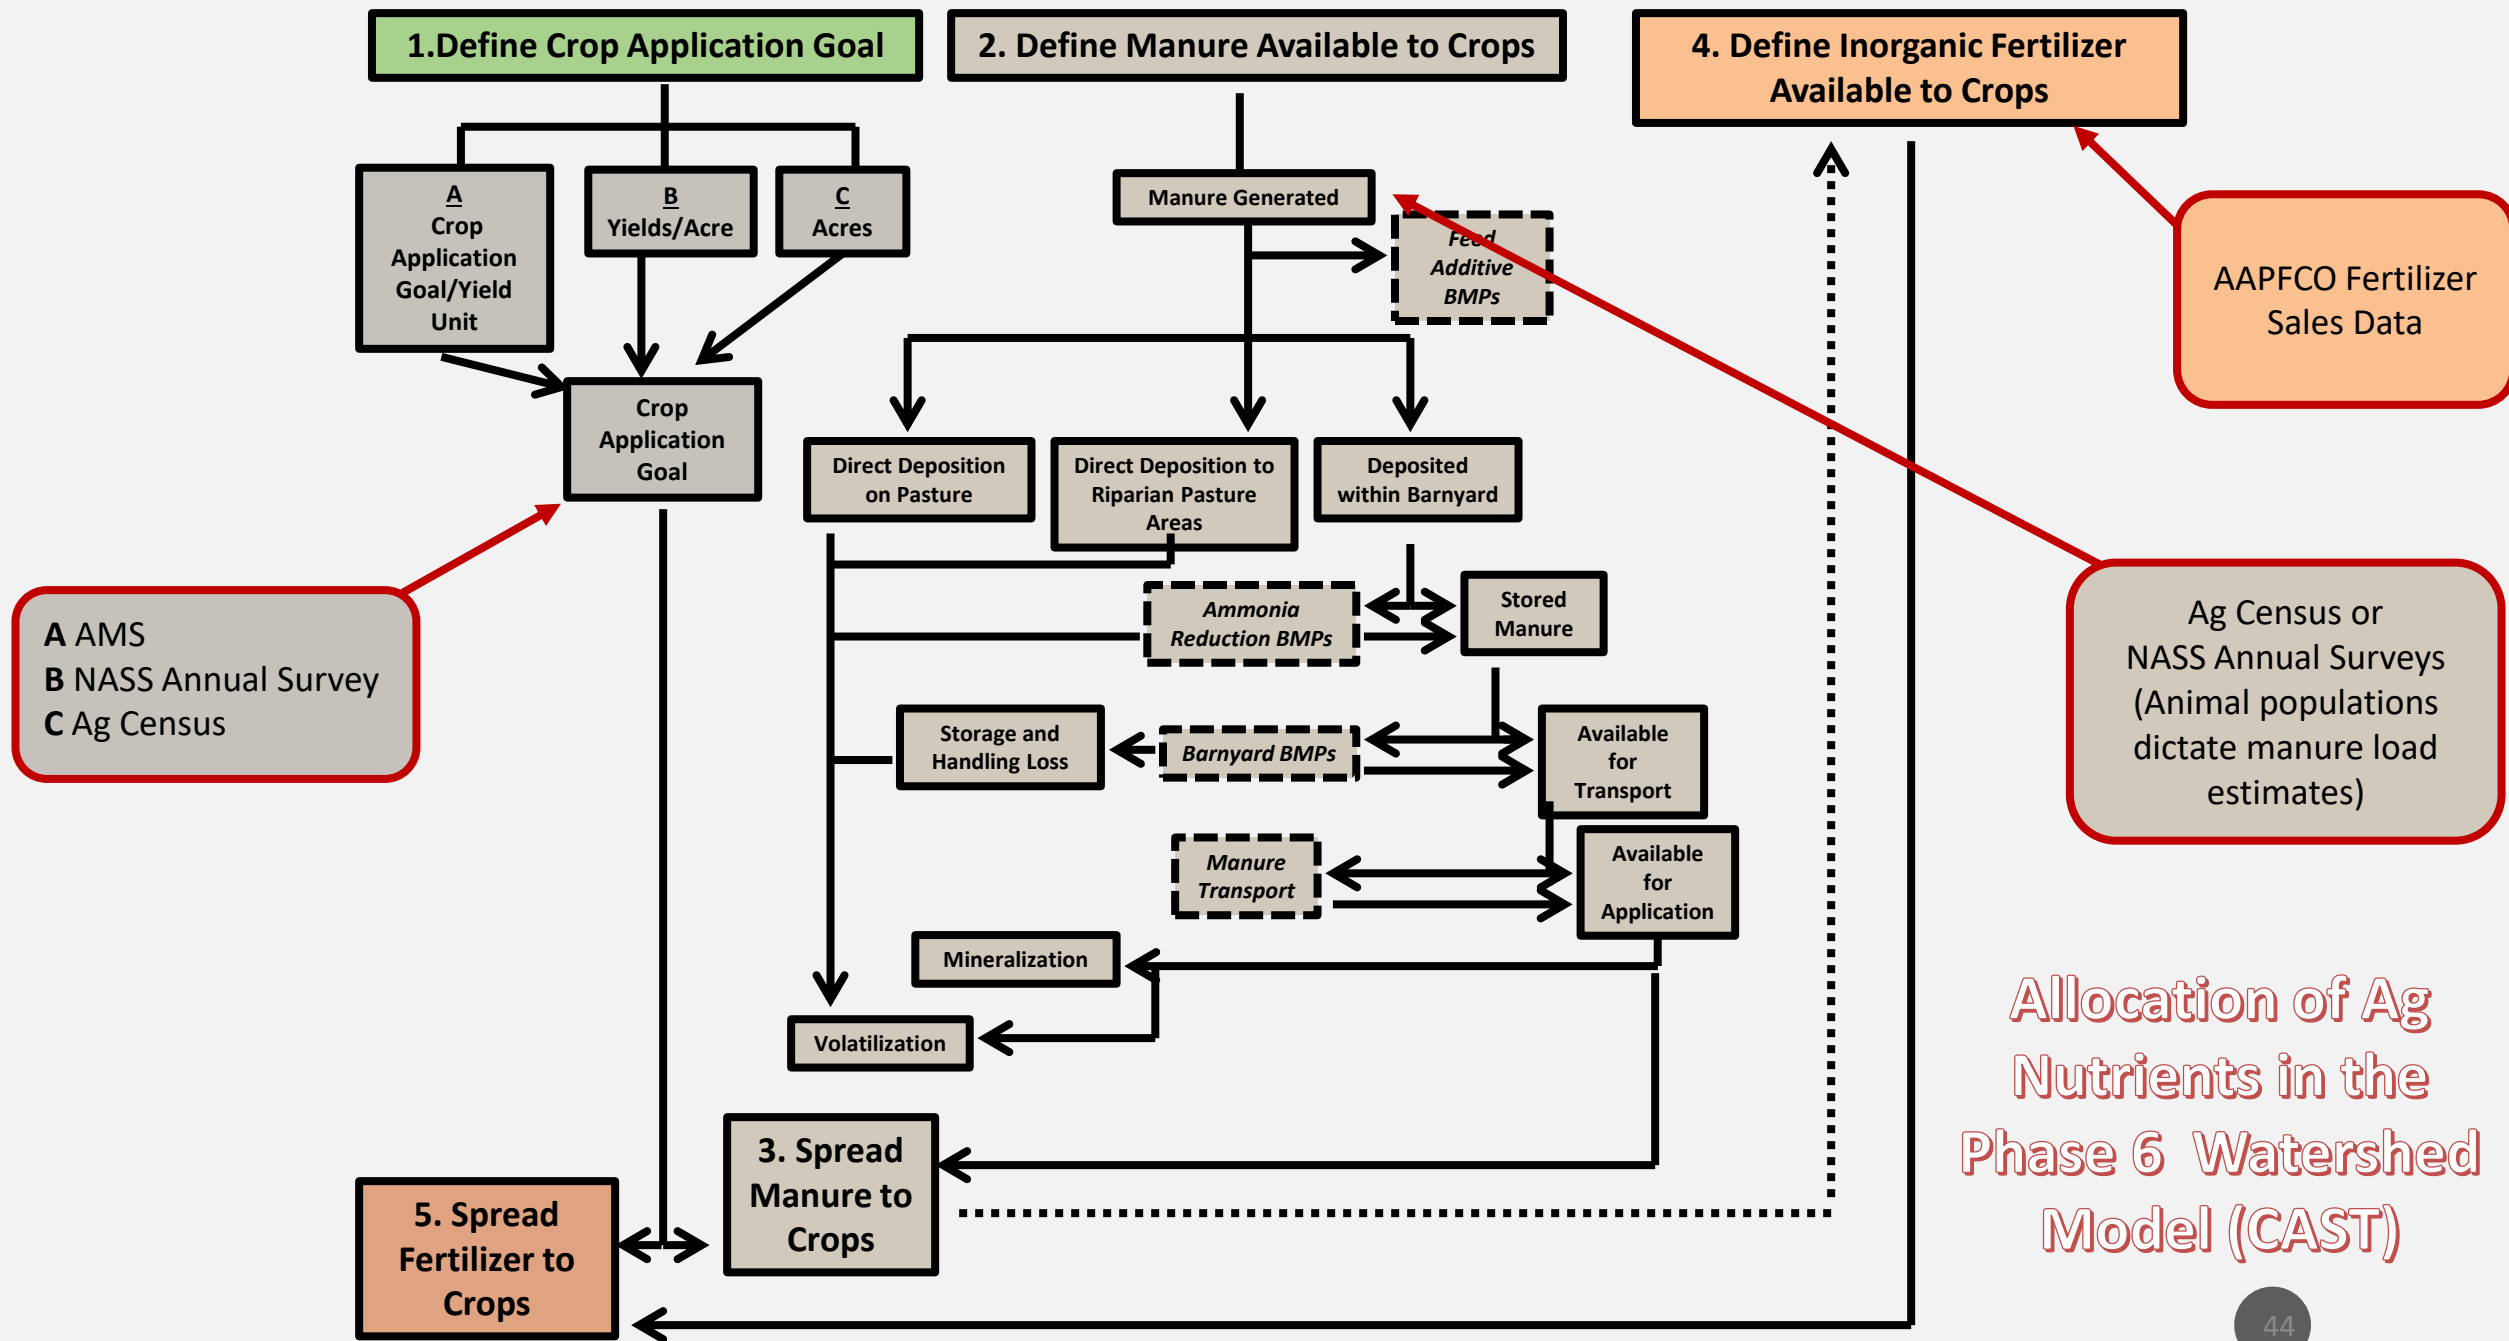 1.Define Crop Application Goal
2. Define Manure Available to Crops
4. Define Inorganic Fertilizer
Available to Crops
A
Crop
Application
Goal/Yield
Unit
B
Yields/Acre
C
Acres
Manure Generated
Feed
Additive
BMPs
AAPFCO Fertilizer
Sales Data
Crop
Application
Goal
Direct Deposition
on Pasture
Direct Deposition to
Riparian Pasture
Areas
Deposited
within Barnyard
A AMS
B NASS Annual Survey
C Ag Census
Ammonia
Reduction BMPs
Stored
Manure
Ag Census or
NASS Annual Surveys
(Animal populations
dictate manure load
estimates)
Storage and
Handling Loss
Barnyard BMPs
Available
for
Transport
Manure
Transport
Available
for
Application
Mineralization
Volatilization
3. Spread
Manure to
Crops
5. Spread
Fertilizer to
Crops
Allocation of Ag
Nutrients in the
Phase 6 Watershed
Model (CAST)
44